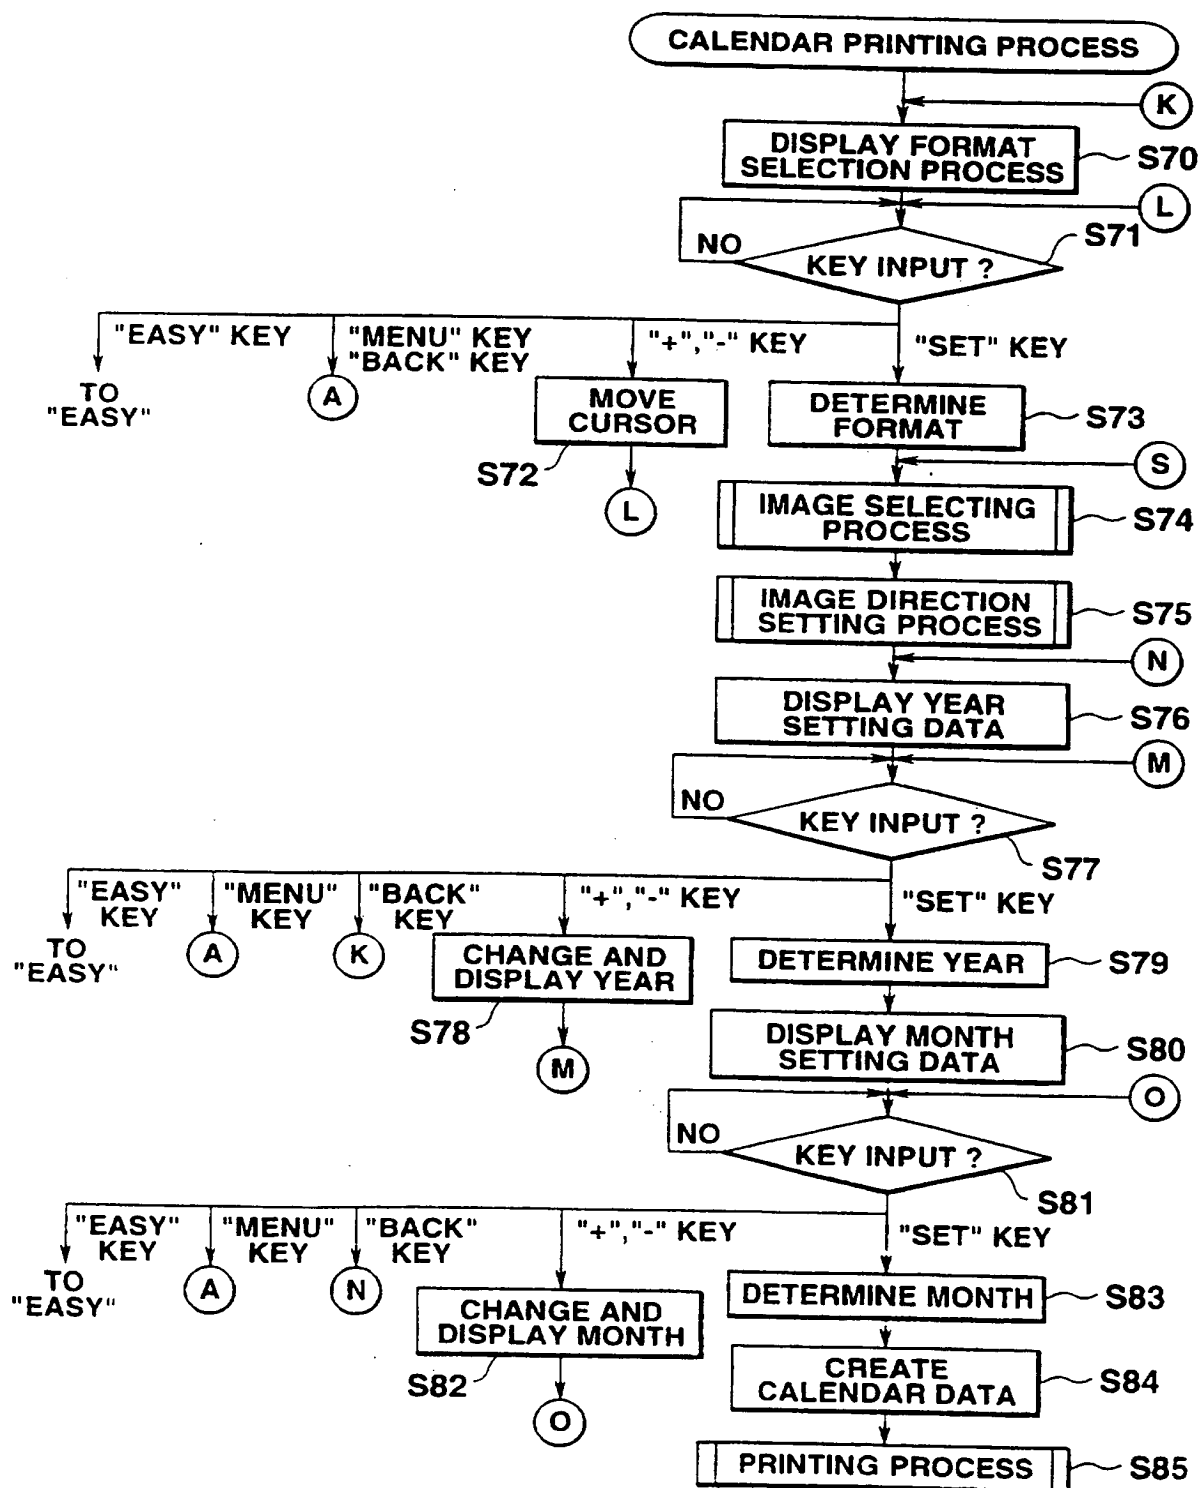 CALENDAR PRINTING PROCESS
K
DISPLAY FORMAT
SELECTION PROCESS
S70
L
NO
KEY INPUT ?
S71
"EASY" KEY
"MENU" KEY
"BACK" KEY
"+","-" KEY
"SET" KEY
TO
"EASY"
A
MOVE
CURSOR
S72
L
DETERMINE
FORMAT
S73
S
IMAGE SELECTING
PROCESS
S74
IMAGE DIRECTION
SETTING PROCESS
S75
N
DISPLAY YEAR
SETTING DATA
S76
M
NO
KEY INPUT ?
S77
"EASY"
KEY
"MENU"
KEY
"BACK"
KEY
"+","-" KEY
"SET" KEY
TO
"EASY"
A
K
CHANGE AND
DISPLAY YEAR
S78
M
DETERMINE YEAR
S79
DISPLAY MONTH
SETTING DATA
S80
O
NO
KEY INPUT ?
S81
"EASY"
KEY
"MENU"
KEY
"BACK"
KEY
"+","-" KEY
"SET" KEY
TO
"EASY"
A
N
CHANGE AND
DISPLAY MONTH
S82
O
DETERMINE MONTH
S83
CREATE
CALENDAR DATA
S84
PRINTING PROCESS
S85